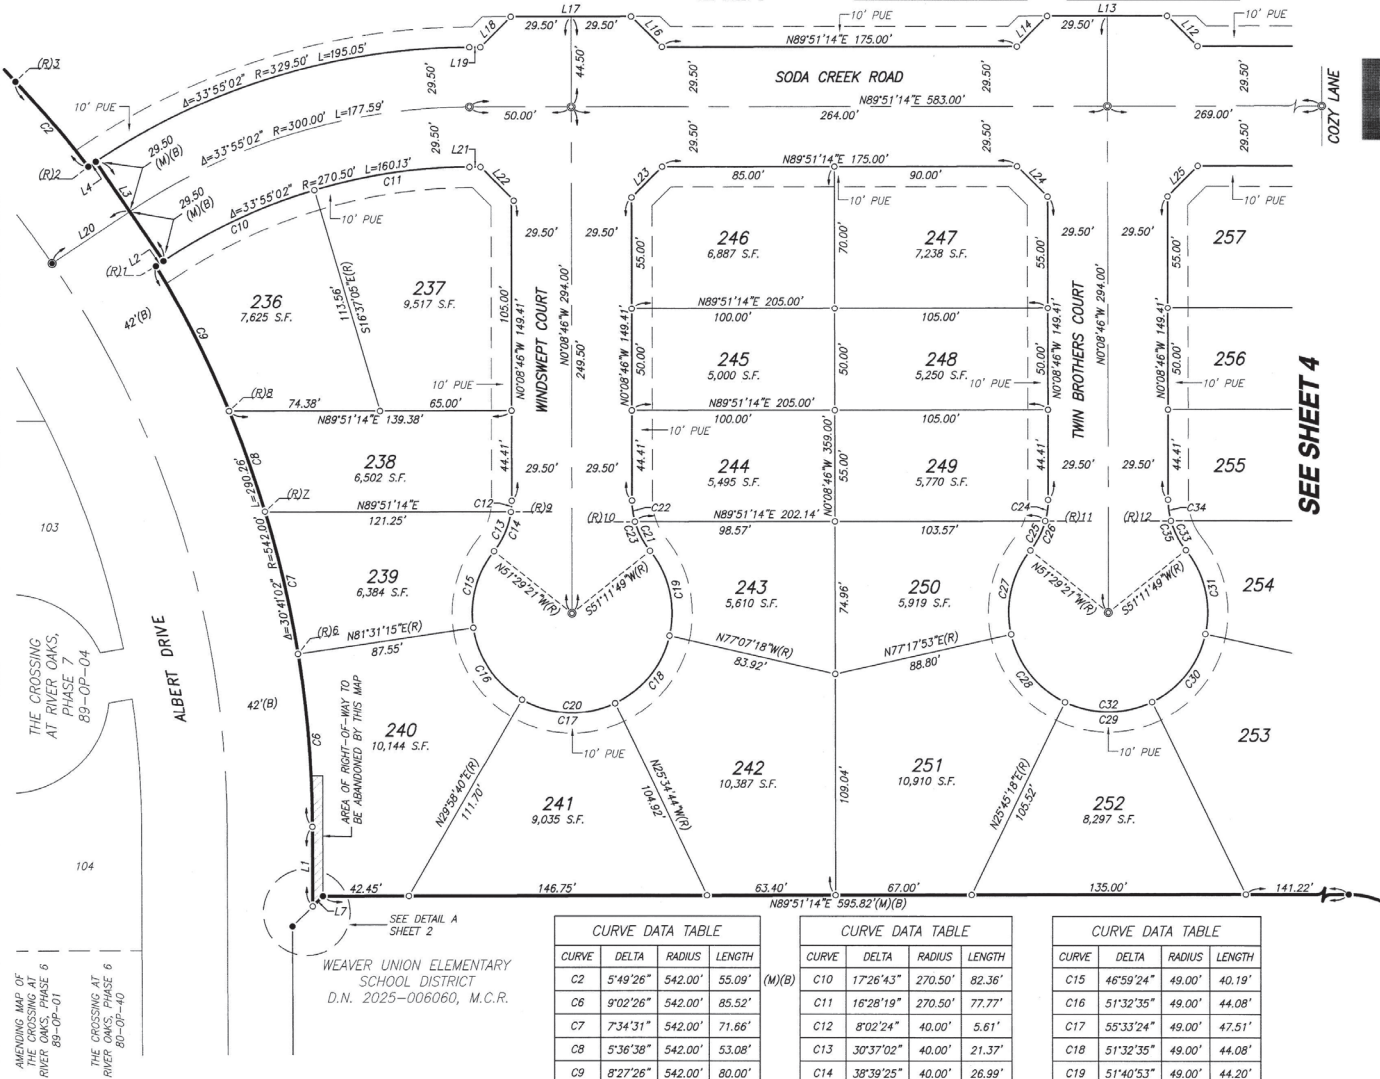 L17
29.50'
29.50'
L18
L16
10' PUE
L14
L13
29.50'
29.50'
L12
10' PUE
(R)3
Δ=33°55'02" R=329.50' L=195.05'
L19
29.50'
44.50'
29.50'
N89°51'14"E 175.00'
SODA CREEK ROAD
29.50'
29.50'
COZY LANE
10' PUE
C2
29.50
(M)(B)
Δ=33°55'02" R=300.00' L=177.59'
50.00'
N89°51'14"E 583.00'
264.00'
269.00'
29.50'
29.50'
29.50'
29.50'
(R)2
L4
L3
29.50
(M)(B)
Δ=33°55'02" R=270.50' L=160.13'
C11
C10
10' PUE
L21
L22
L23
N89°51'14"E 175.00'
85.00'
90.00'
10' PUE
L24
L25
10' PUE
L20
L2
(R)1
42'(B)
C9
236
7,625 S.F.
113.56'
S16°37'05"E(R)
237
9,517 S.F.
105.00'
N0°08'46"W 149.41'
29.50'
29.50'
WINDSWEPT COURT
N0°08'46"W 294.00'
249.50'
55.00'
246
6,887 S.F.
70.00'
247
7,238 S.F.
55.00'
29.50'
29.50'
TWIN BROTHERS COURT
N0°08'46"W 294.00'
55.00'
257
N89°51'14"E 205.00'
100.00'
105.00'
N0°08'46"W 149.41'
50.00'
245
5,000 S.F.
50.00'
248
5,250 S.F.
10' PUE
N0°08'46"W 149.41'
50.00'
N0°08'46"W 149.41'
50.00'
256
10' PUE
10' PUE
SEE SHEET 4
(R)8
74.38'
65.00'
N89°51'14"E 139.38'
N89°51'14"E 205.00'
100.00'
105.00'
10' PUE
238
6,502 S.F.
44.41'
29.50'
29.50'
44.41'
244
5,495 S.F.
N0°08'46"W 359.00'
55.00'
249
5,770 S.F.
44.41'
29.50'
29.50'
44.41'
255
C8
(R)7
N89°51'14"E
121.25'
C12
(R)9
(R)10
C22
N89°51'14"E 202.14'
98.57'
103.57'
C24
(R)11
(R)12
C34
103
Δ=30°41'02" R=542.00' L=290.26'
C7
C13
C14
C23
C21
C25
C26
C35
C33
C15
N51°29'21"W(R)
S51°11'49"W(R)
C19
C27
N51°29'21"W(R)
S51°11'49"W(R)
C31
239
6,384 S.F.
243
5,610 S.F.
74.96'
250
5,919 S.F.
254
(R)6
N81°31'15"E(R)
87.55'
N77°07'18"W(R)
83.92'
N77°17'53"E(R)
88.80'
THE CROSSING
AT RIVER OAKS,
PHASE 7
89-OP-04
ALBERT DRIVE
42'(B)
C6
AREA OF RIGHT-OF-WAY TO
BE ABANDONED BY THIS MAP
C16
C20
C17
C18
10' PUE
C28
C32
C29
C30
10' PUE
240
10,144 S.F.
253
N29°58'40"E(R)
111.70'
241
9,035 S.F.
N25°34'44"W(R)
104.92'
242
10,387 S.F.
109.04'
251
10,910 S.F.
N25°45'18"E(R)
105.52'
252
8,297 S.F.
104
L1
42.45'
146.75'
63.40'
67.00'
135.00'
141.22'
N89°51'14"E 595.82'(M)(B)
L7
SEE DETAIL A
SHEET 2
WEAVER UNION ELEMENTARY
SCHOOL DISTRICT
D.N. 2025-006060, M.C.R.
AMENDING MAP OF
THE CROSSING AT
RIVER OAKS, PHASE 6
89-OP-01
THE CROSSING AT
RIVER OAKS, PHASE 6
80-OP-40
CURVE DATA TABLE
CURVE DELTA RADIUS LENGTH
C2 5°49'26" 542.00' 55.09' (M)(B)
C6 9°02'26" 542.00' 85.52'
C7 7°34'31" 542.00' 71.66'
C8 5°36'38" 542.00' 53.08'
C9 8°27'26" 542.00' 80.00'
CURVE DATA TABLE
CURVE DELTA RADIUS LENGTH
C10 17°26'43" 270.50' 82.36'
C11 16°28'19" 270.50' 77.77'
C12 8°02'24" 40.00' 5.61'
C13 30°37'02" 40.00' 21.37'
C14 38°39'25" 40.00' 26.99'
CURVE DATA TABLE
CURVE DELTA RADIUS LENGTH
C15 46°59'24" 49.00' 40.19'
C16 51°32'35" 49.00' 44.08'
C17 55°33'24" 49.00' 47.51'
C18 51°32'35" 49.00' 44.08'
C19 51°40'53" 49.00' 44.20'